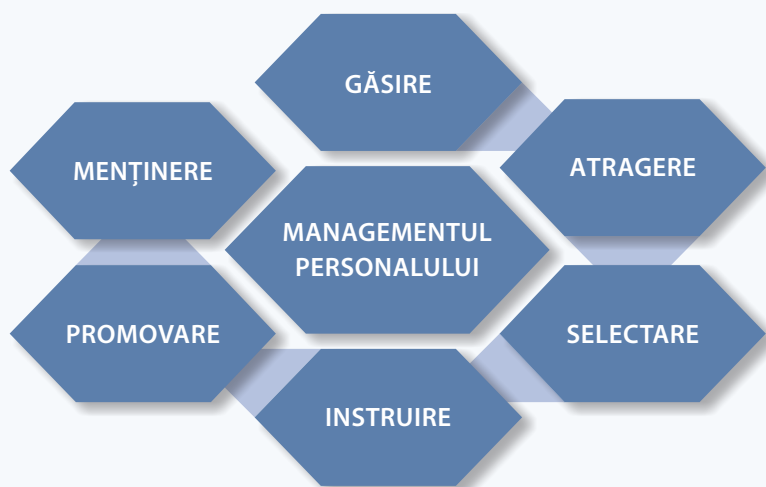 GĂSIRE
ATRAGERE
SELECTARE
INSTRUIRE
PROMOVARE
MENȚINERE
MANAGEMENTUL
PERSONALULUI